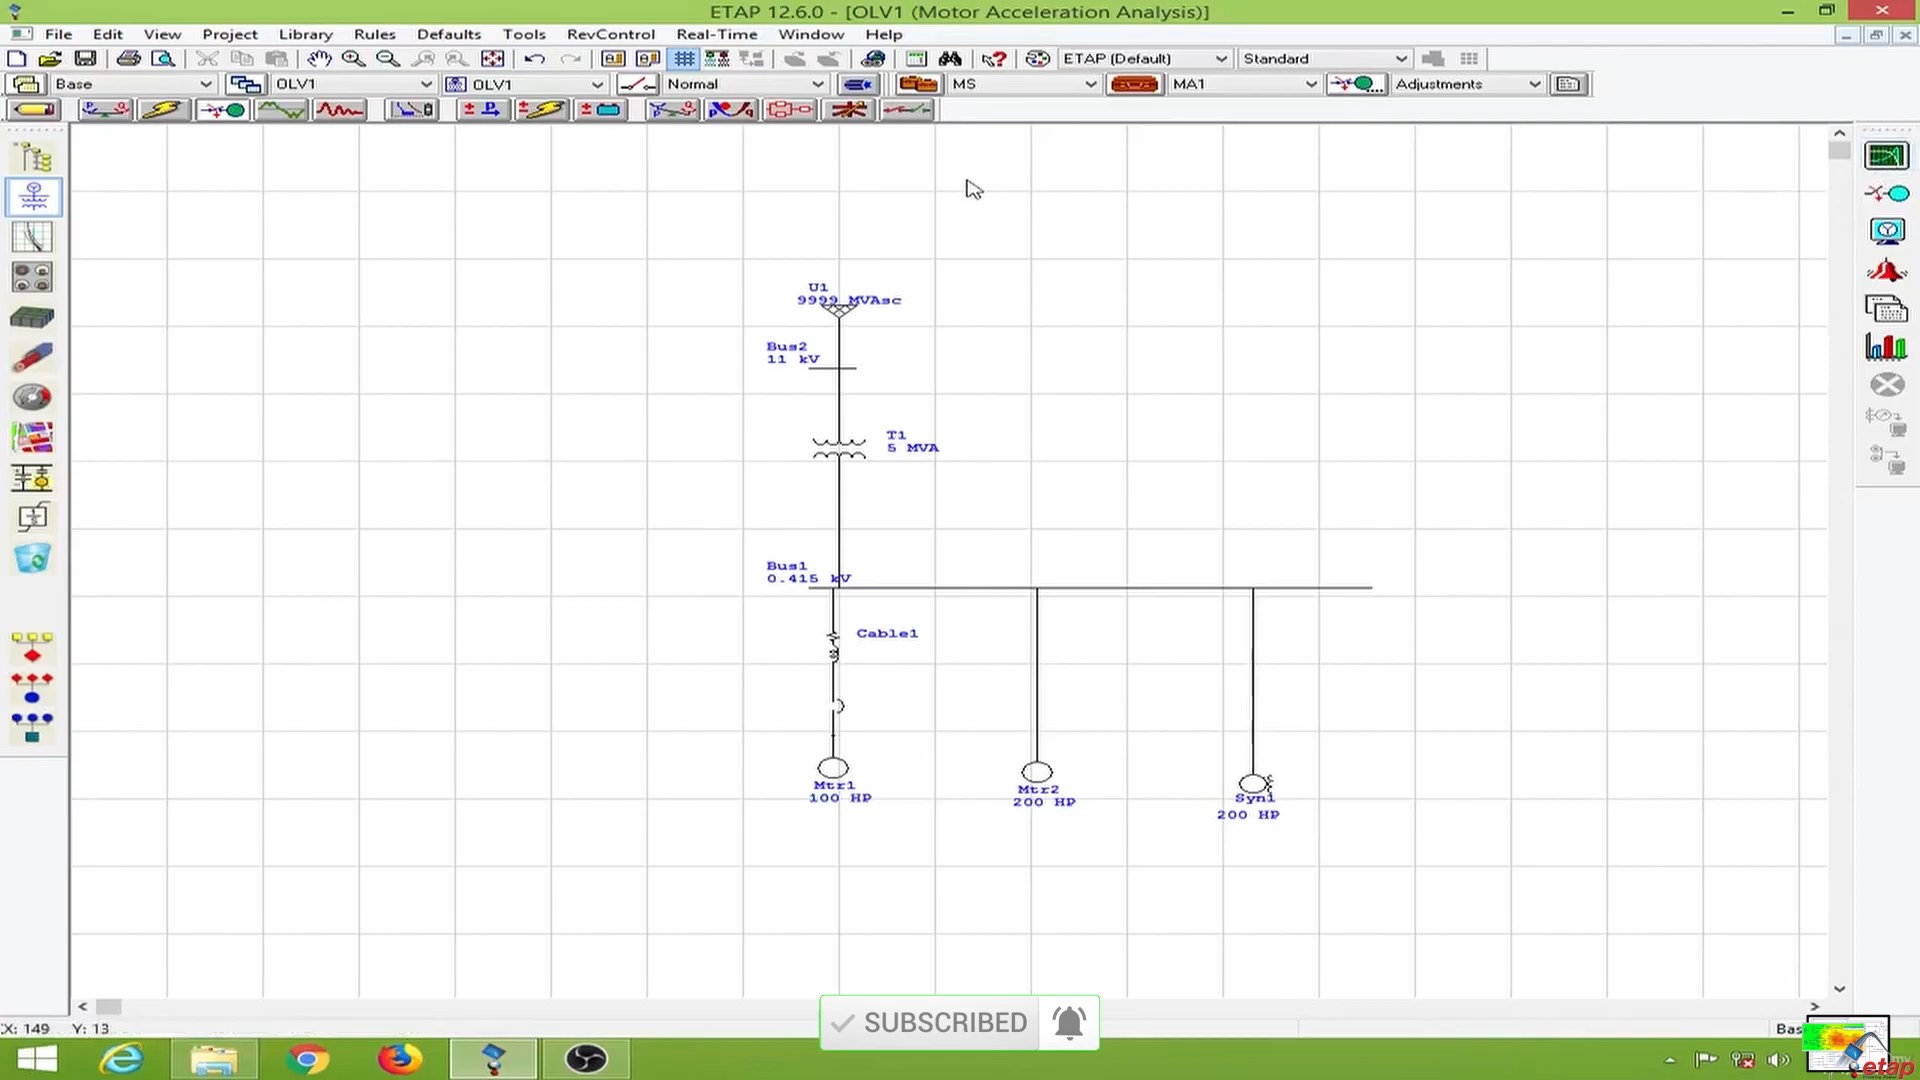 ETAP 12.6.0 - [OLV1 (Motor Acceleration Analysis)]
File Edit View Project Library Rules Defaults Tools RevControl Real-Time Window Help
ETAP (Default) Standard
Base OLV1 OLV1 Normal MS MA1 Adjustments
U1
9999 MVAsc
Bus2
11 kV
T1
5 MVA
Bus1
0.415 kV
Cable1
Mtr1
100 HP
Mtr2
200 HP
Syn1
200 HP
SUBSCRIBED
X: 149 Y: 13
Bas
etap